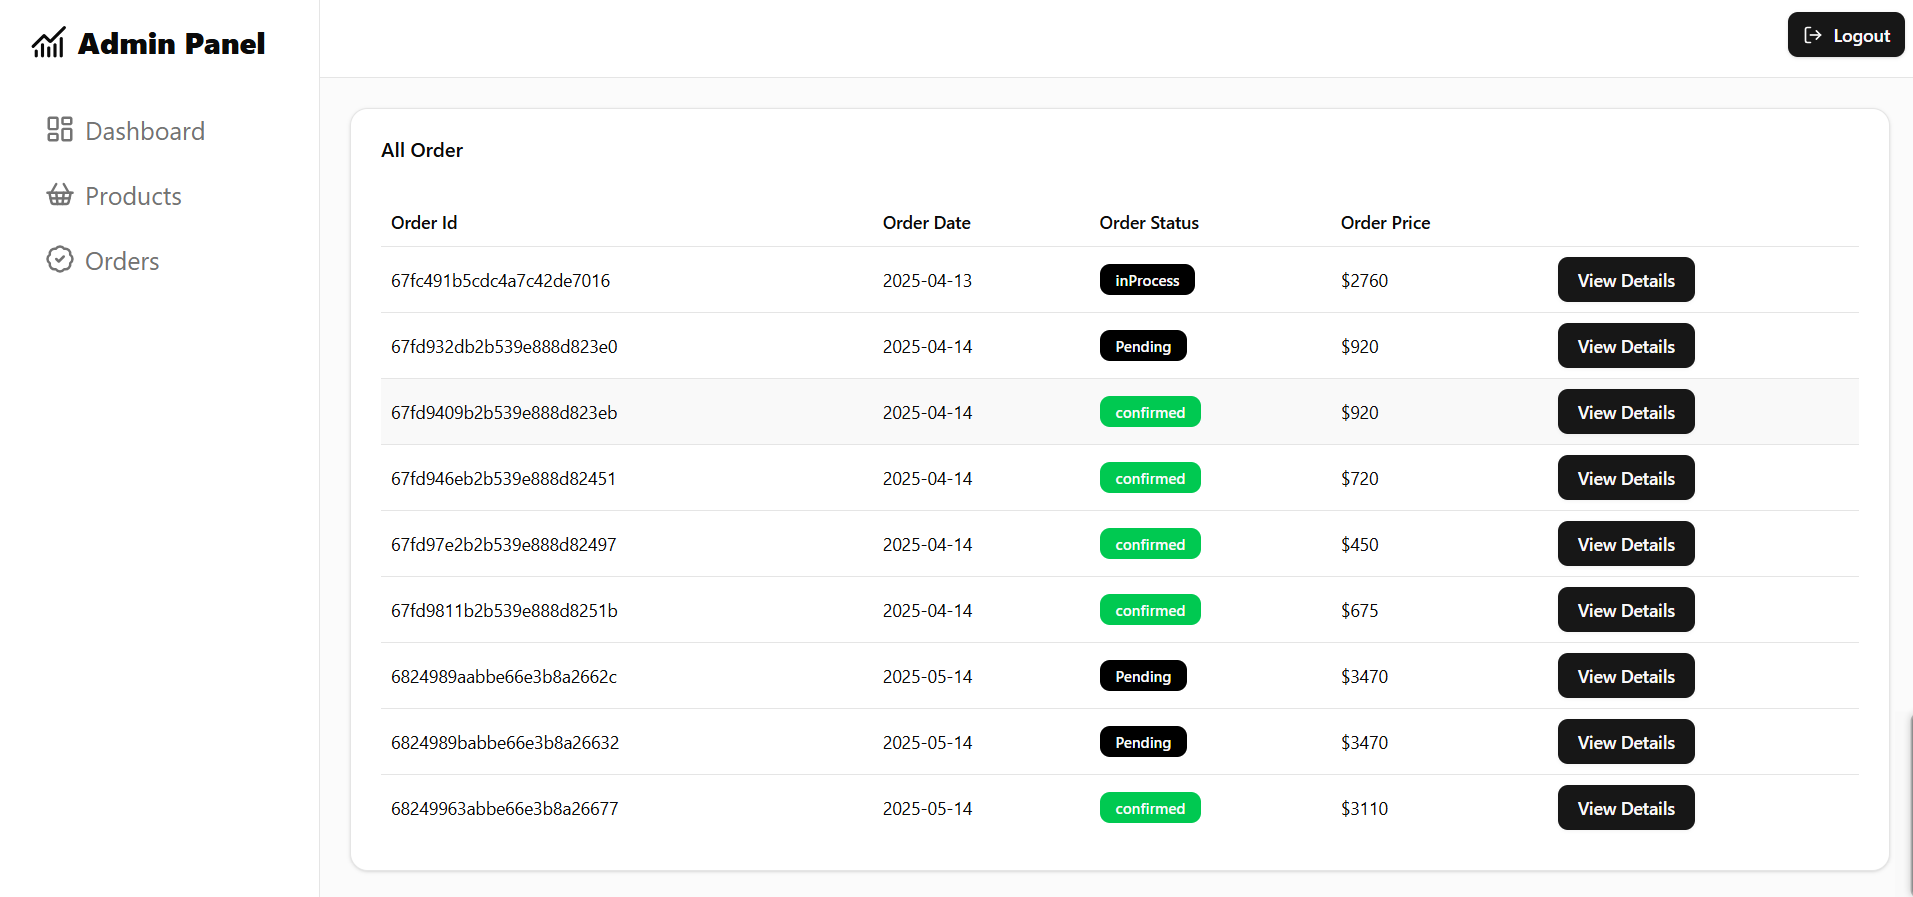 Admin Panel
Logout
Dashboard
Products
Orders
All Order
Order Id Order Date Order Status Order Price
67fc491b5cdc4a7c42de7016 2025-04-13 inProcess $2760 View Details
67fd932db2b539e888d823e0 2025-04-14 Pending $920 View Details
67fd9409b2b539e888d823eb 2025-04-14 confirmed $920 View Details
67fd946eb2b539e888d82451 2025-04-14 confirmed $720 View Details
67fd97e2b2b539e888d82497 2025-04-14 confirmed $450 View Details
67fd9811b2b539e888d8251b 2025-04-14 confirmed $675 View Details
6824989aabbe66e3b8a2662c 2025-05-14 Pending $3470 View Details
6824989babbe66e3b8a26632 2025-05-14 Pending $3470 View Details
68249963abbe66e3b8a26677 2025-05-14 confirmed $3110 View Details